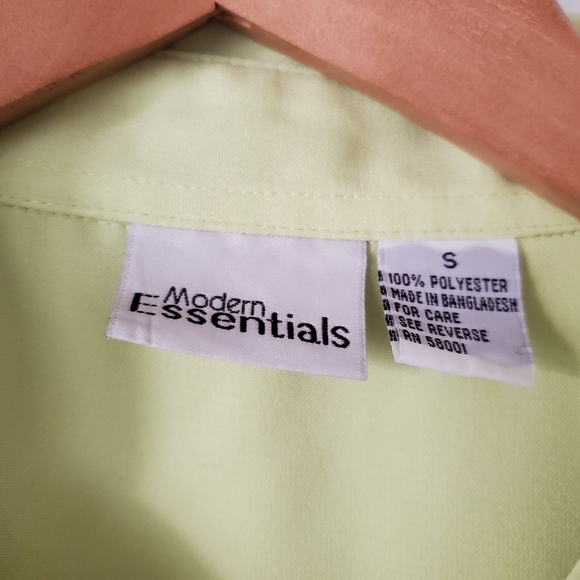 Modern
Essentials
S
100% POLYESTER
MADE IN BANGLADESH
FOR CARE
SEE REVERSE
RN 58001